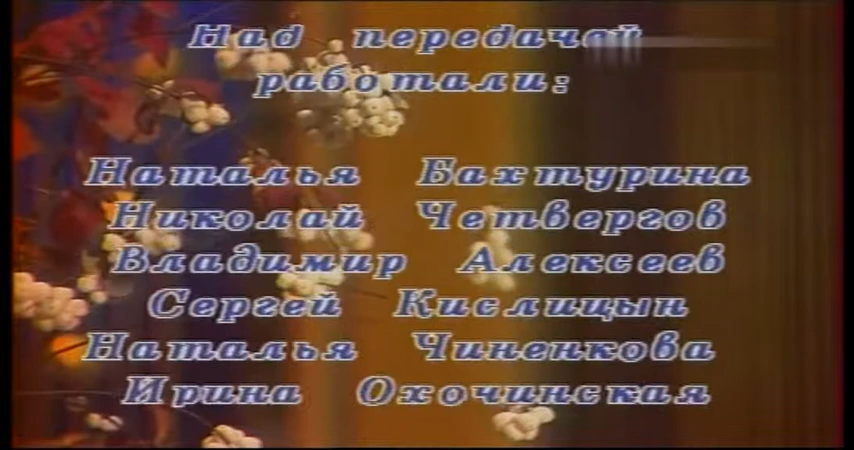 Над передачей
работали:
Наталья Бахтурина
Николай Четвергов
Владимир Алексеев
Сергей Кислицын
Наталья Чиненкова
Ирина Охочинская